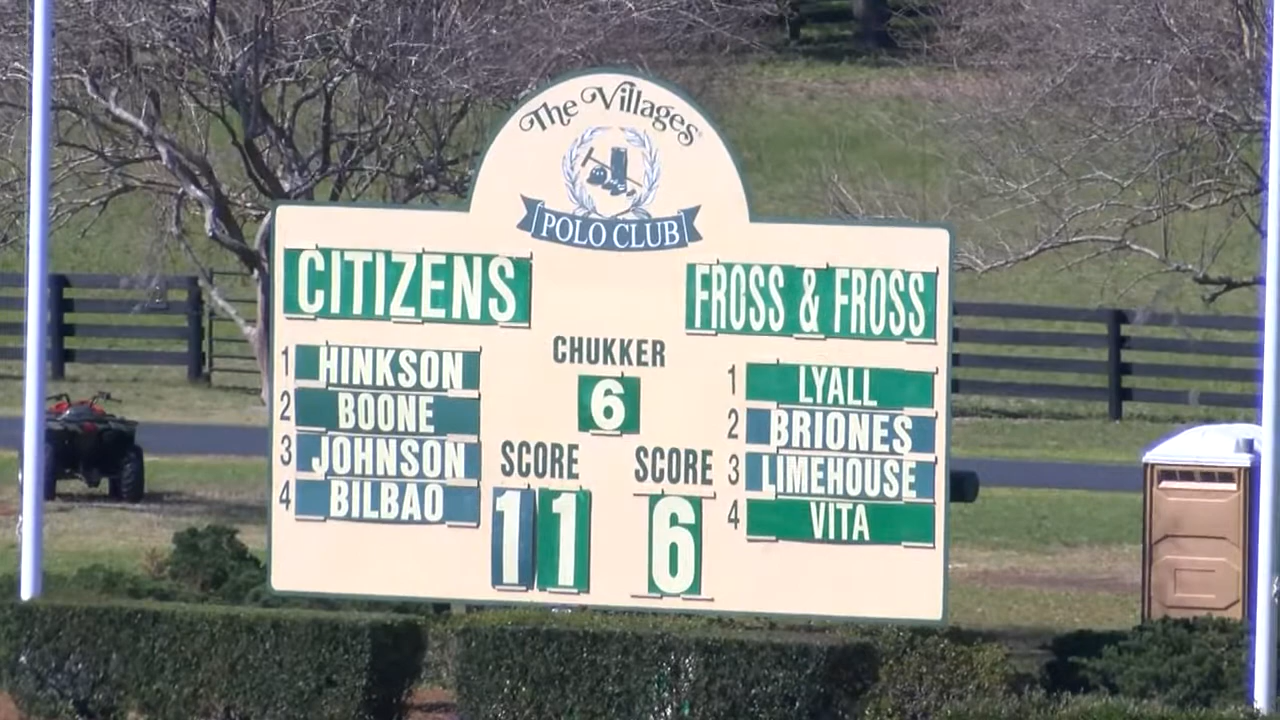 The Villages
POLO CLUB
CITIZENS
1 HINKSON
2 BOONE
3 JOHNSON
4 BILBAO
CHUKKER
6
SCORE
11
SCORE
6
FROSS & FROSS
1 LYALL
2 BRIONES
3 LIMEHOUSE
4 VITA